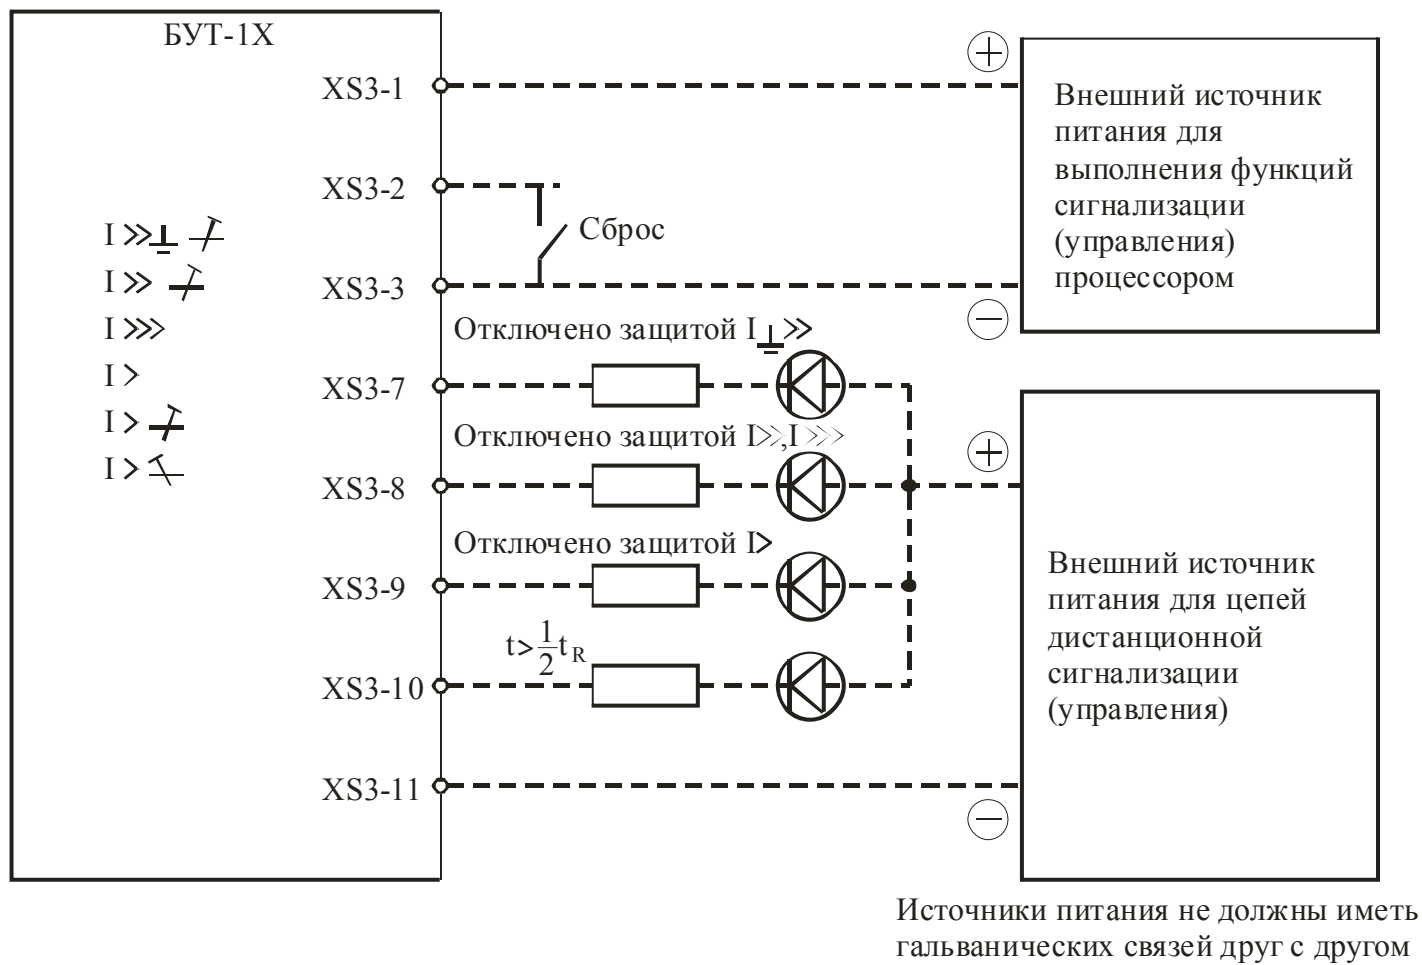 БУТ-1Х
XS3-1
XS3-2
XS3-3
XS3-7
XS3-8
XS3-9
XS3-10
XS3-11
I >>
I >>
I >>>
I >
I >
I >
Сброс
Отключено защитой I⏚>>
Отключено защитой I>>,I >>>
Отключено защитой I>
t>1/2 tR
+
Внешний источник
питания для
выполнения функций
сигнализации
(управления)
процессором
−
+
Внешний источник
питания для цепей
дистанционной
сигнализации
(управления)
−
Источники питания не должны иметь
гальванических связей друг с другом